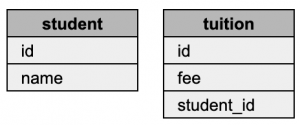 student
id
name
tuition
id
fee
student_id